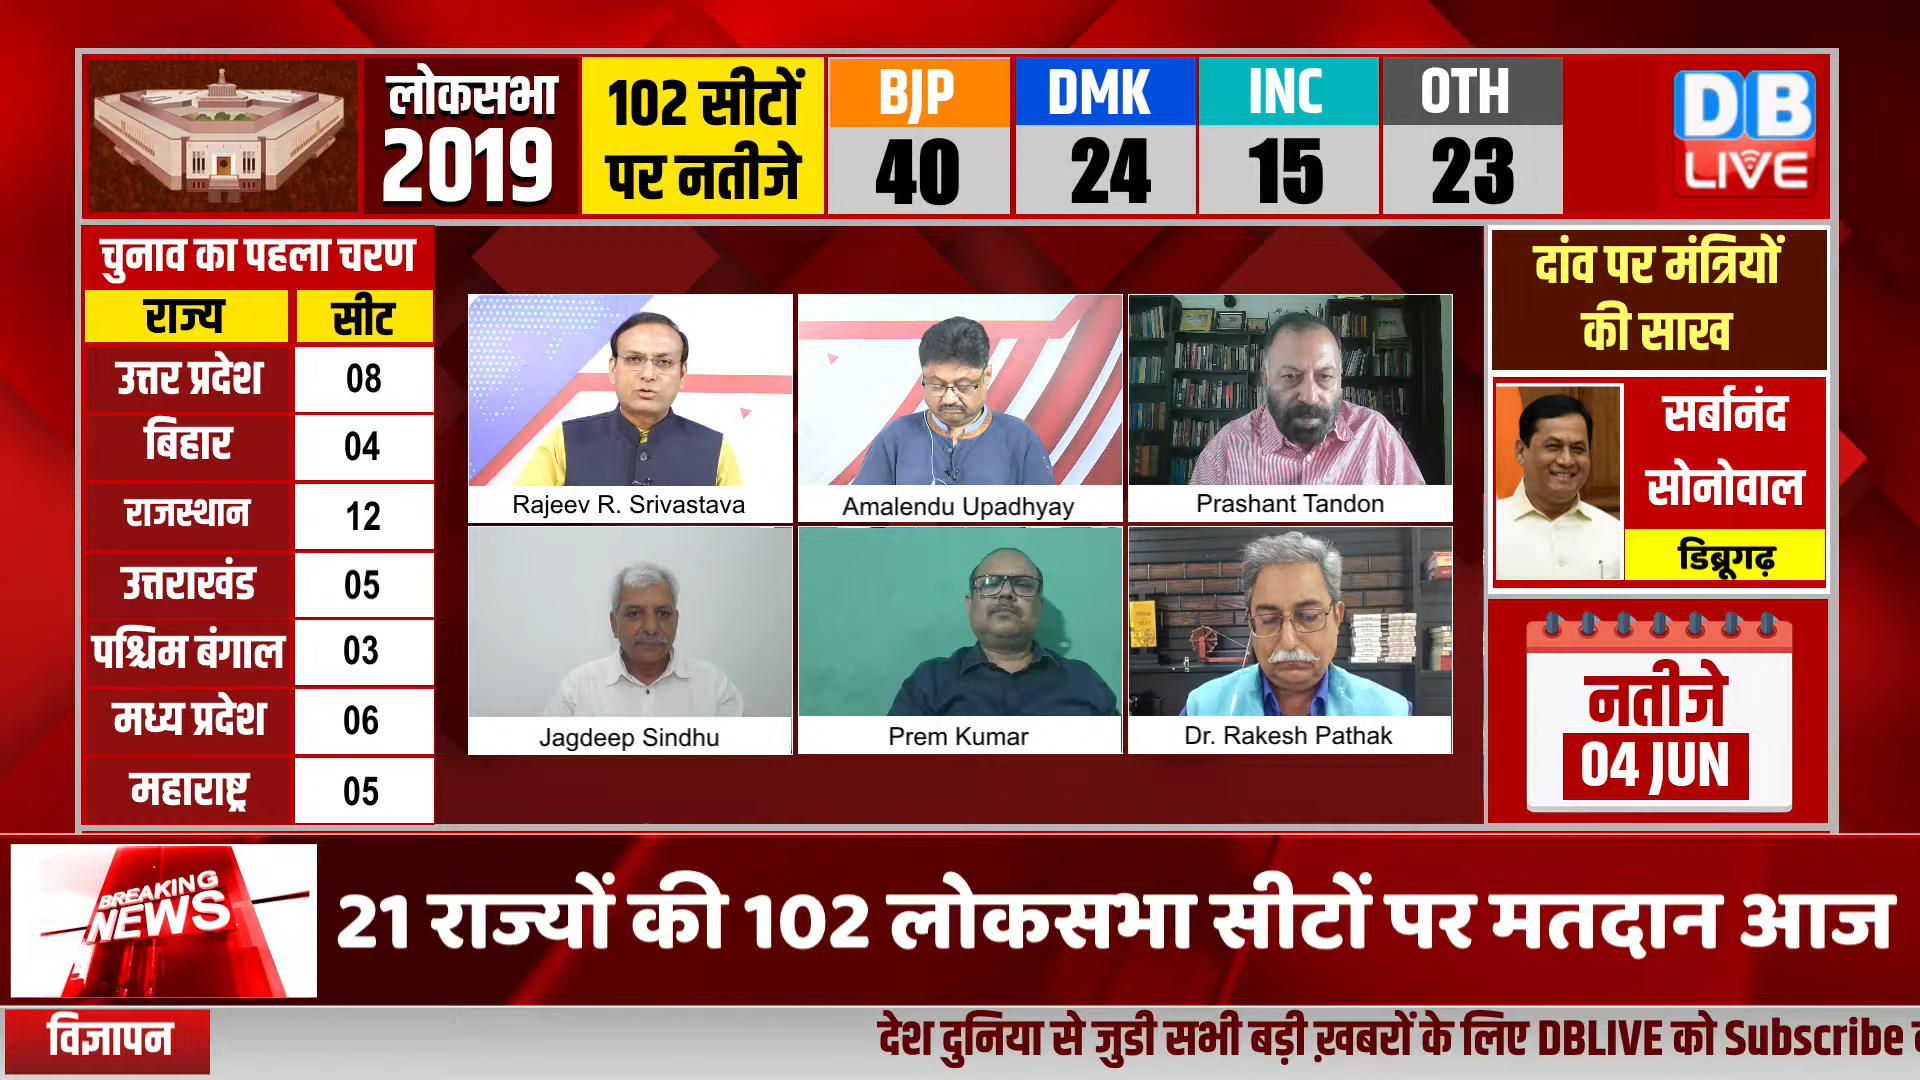 लोकसभा
2019
102 सीटों
पर नतीजे
BJP
40
DMK
24
INC
15
OTH
23
DB
LIVE
चुनाव का पहला चरण
राज्य सीट
उत्तर प्रदेश 08
बिहार 04
राजस्थान 12
उत्तराखंड 05
पश्चिम बंगाल 03
मध्य प्रदेश 06
महाराष्ट्र 05
Rajeev R. Srivastava
Amalendu Upadhyay
Prashant Tandon
Jagdeep Sindhu
Prem Kumar
Dr. Rakesh Pathak
दांव पर मंत्रियों
की साख
सर्बानंद
सोनोवाल
डिब्रूगढ़
नतीजे
04 JUN
BREAKING
NEWS
21 राज्यों की 102 लोकसभा सीटों पर मतदान आज
विज्ञापन
देश दुनिया से जुडी सभी बड़ी ख़बरों के लिए DBLIVE को Subscribe